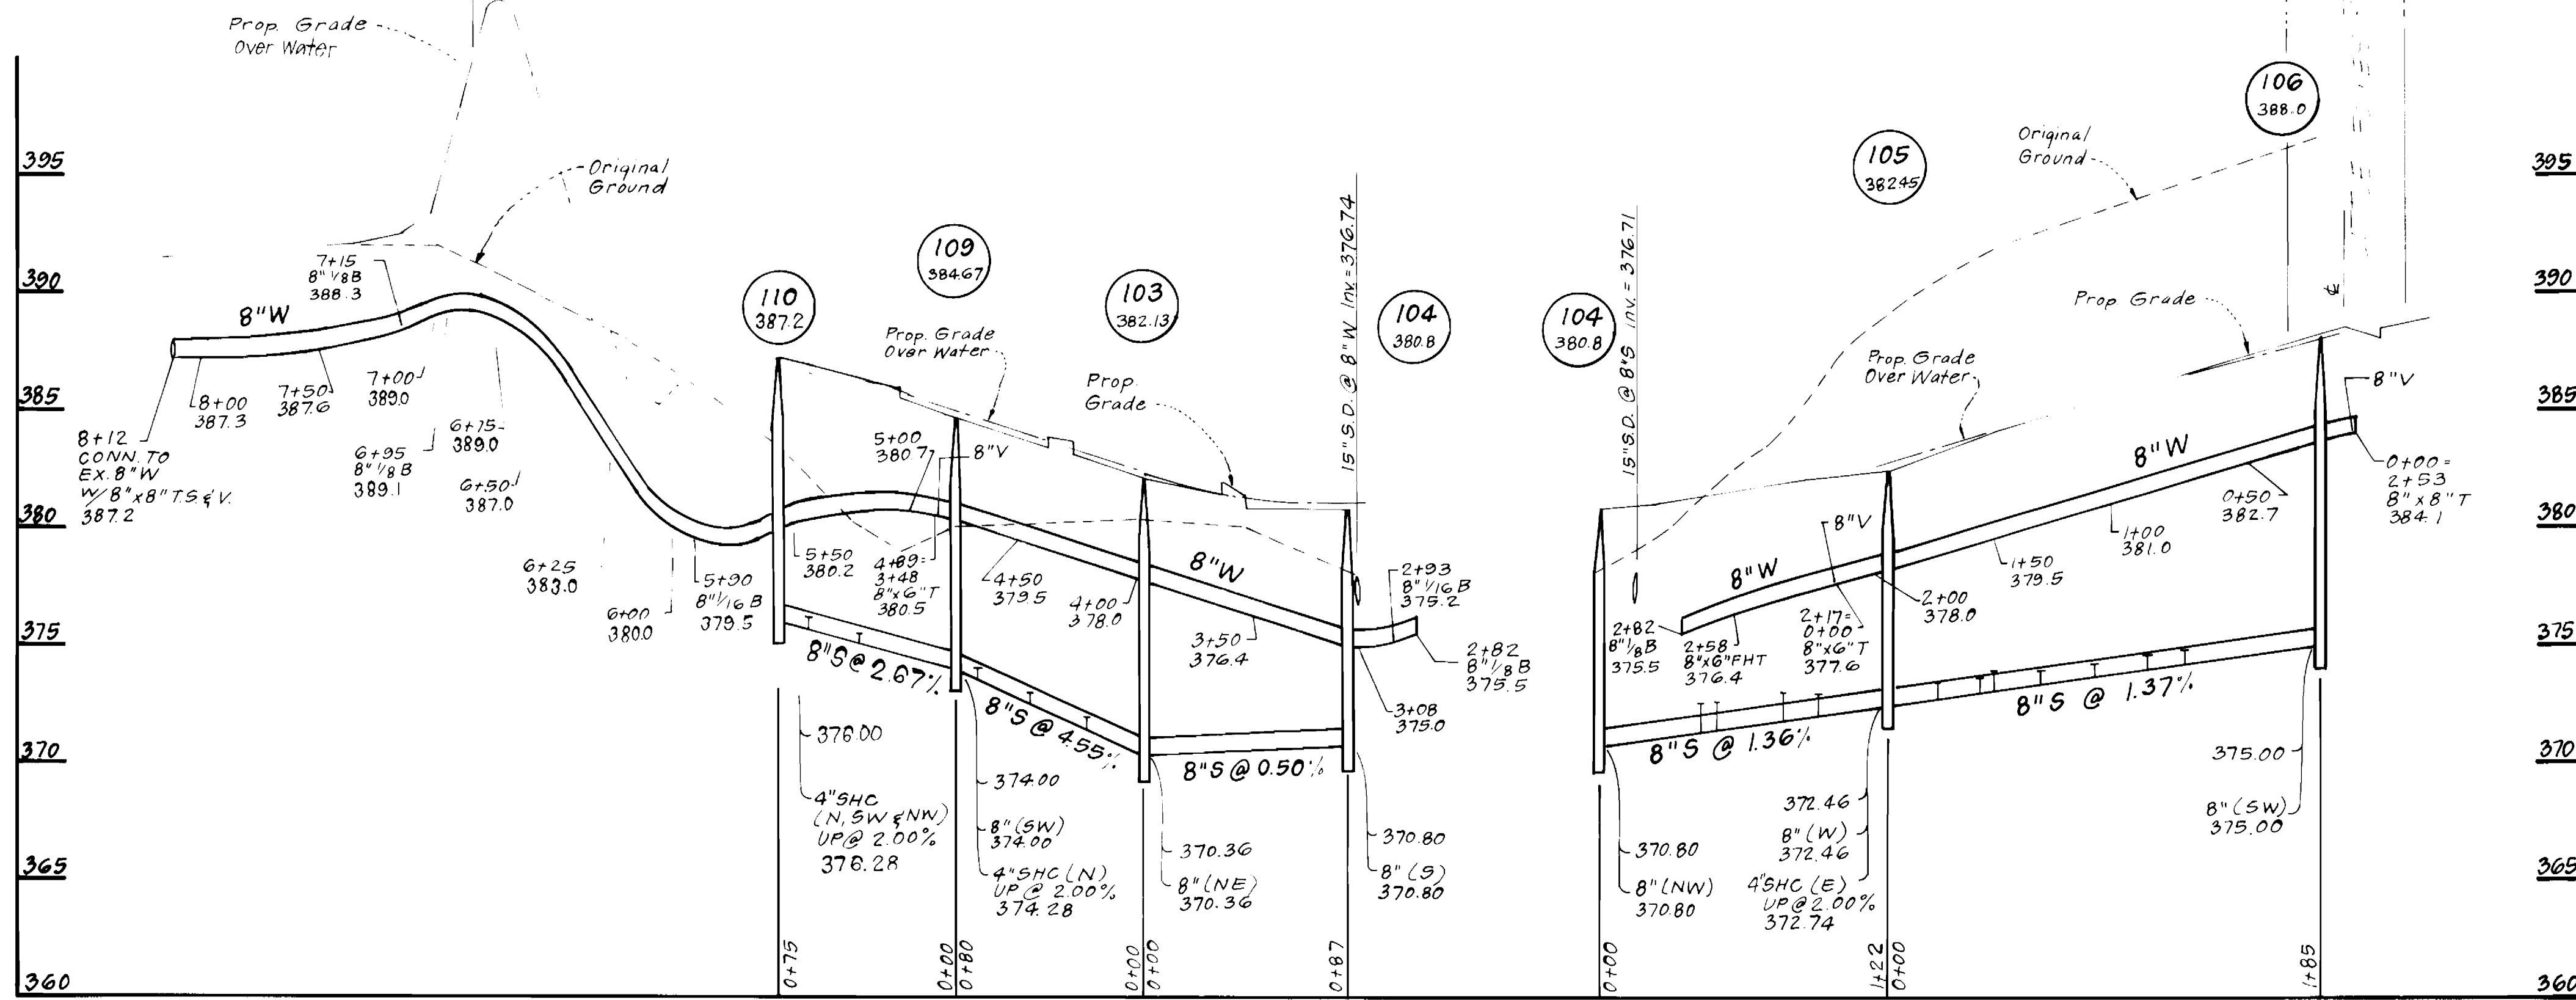 Prop. Grade
Over Water
395
390
385
380
375
370
365
360
Original
Ground
7+15
8" 1/8 B
388.3
8" W
8+00
387.3
7+50
387.6
7+00
389.0
8+12
CONN. TO
EX. 8" W
W/ 8" x 8" T.S & V.
387.2
6+95
8" 1/8 B
389.1
6+75
389.0
6+50
387.0
6+25
383.0
6+00
380.0
5+90
8" 1/16 B
379.5
110
387.2
109
384.67
103
382.13
104
380.8
Prop. Grade
Over Water
Prop.
Grade
15" S.D. @ 8" W Inv. = 376.74
5+00
380.7
8" V
5+50
380.2
4+89=
3+48
8" x 6" T
380.5
4+50
379.5
4+00
378.0
8" W
3+50
376.4
2+93
8" 1/16 B
375.2
2+82
8" 1/8 B
375.5
3+08
375.0
8" S @ 2.67%
8" S @ 4.55%
8" S @ 0.50%
376.00
4" SHC
(N, SW & NW)
UP @ 2.00%
376.28
374.00
8" (SW)
374.00
4" SHC (N)
UP @ 2.00%
374.28
370.36
8" (NE)
370.36
370.80
8" (S)
370.80
0+75
0+00
0+80
0+00
0+00
0+87
104
380.8
15" S.D. @ 8" S Inv. = 376.71
105
382.45
106
388.0
Original
Ground
Prop. Grade
Prop. Grade
Over Water
℄
8" V
8" W
8" V
8" W
0+00=
2+53
8" x 8" T
384.1
0+50
382.7
1+00
381.0
1+50
379.5
2+00
378.0
2+17=
0+00
8" x 6" T
377.6
2+58
8" x 6" FHT
376.4
2+82
8" 1/8 B
375.5
8" S @ 1.36%
8" S @ 1.37%
370.80
8" (NW)
370.80
372.46
8" (W)
372.46
4" SHC (E)
UP @ 2.00%
372.74
375.00
8" (SW)
375.00
0+00
1+22
0+00
1+85
395
390
385
380
375
370
365
360